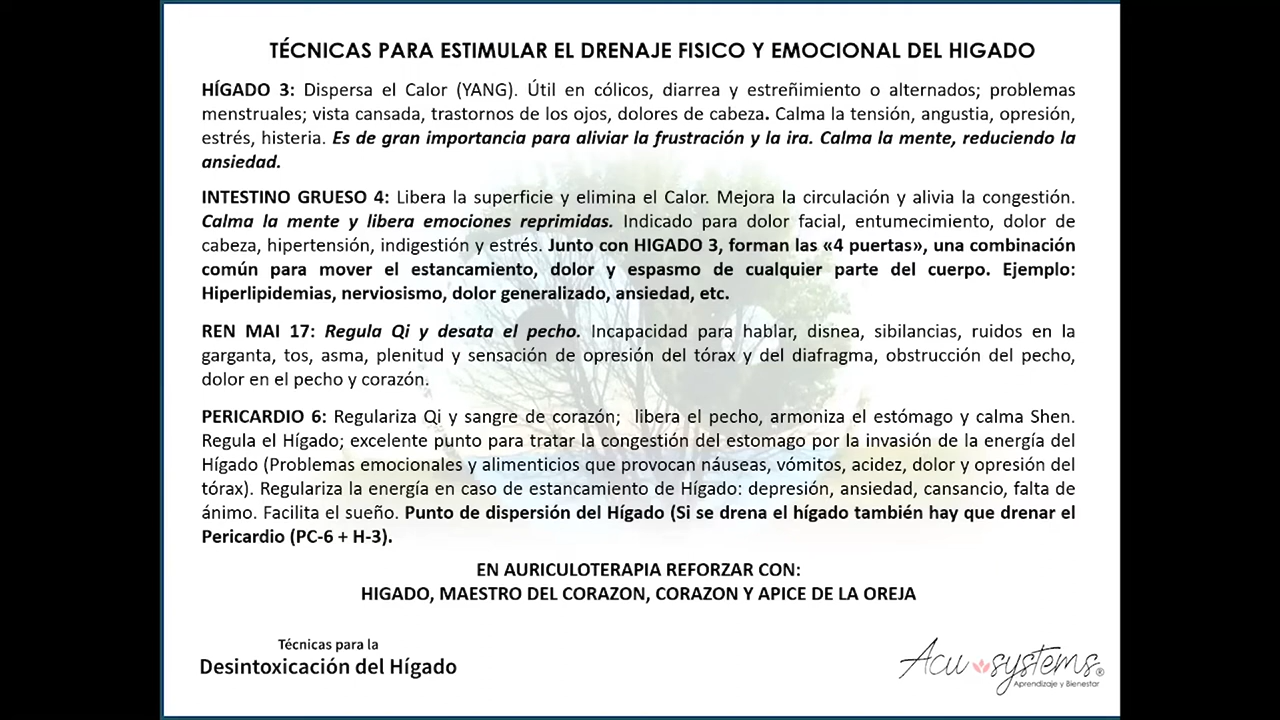 TÉCNICAS PARA ESTIMULAR EL DRENAJE FISICO Y EMOCIONAL DEL HIGADO
HÍGADO 3: Dispersa el Calor (YANG). Útil en cólicos, diarrea y estreñimiento o alternados; problemas
menstruales; vista cansada, trastornos de los ojos, dolores de cabeza. Calma la tensión, angustia, opresión,
estrés, histeria. Es de gran importancia para aliviar la frustración y la ira. Calma la mente, reduciendo la
ansiedad.
INTESTINO GRUESO 4: Libera la superficie y elimina el Calor. Mejora la circulación y alivia la congestión.
Calma la mente y libera emociones reprimidas. Indicado para dolor facial, entumecimiento, dolor de
cabeza, hipertensión, indigestión y estrés. Junto con HIGADO 3, forman las «4 puertas», una combinación
común para mover el estancamiento, dolor y espasmo de cualquier parte del cuerpo. Ejemplo:
Hiperlipidemias, nerviosismo, dolor generalizado, ansiedad, etc.
REN MAI 17: Regula Qi y desata el pecho. Incapacidad para hablar, disnea, sibilancias, ruidos en la
garganta, tos, asma, plenitud y sensación de opresión del tórax y del diafragma, obstrucción del pecho,
dolor en el pecho y corazón.
PERICARDIO 6: Regulariza Qi y sangre de corazón; libera el pecho, armoniza el estómago y calma Shen.
Regula el Hígado; excelente punto para tratar la congestión del estomago por la invasión de la energía del
Hígado (Problemas emocionales y alimenticios que provocan náuseas, vómitos, acidez, dolor y opresión del
tórax). Regulariza la energía en caso de estancamiento de Hígado: depresión, ansiedad, cansancio, falta de
ánimo. Facilita el sueño. Punto de dispersión del Hígado (Si se drena el hígado también hay que drenar el
Pericardio (PC-6 + H-3).
EN AURICULOTERAPIA REFORZAR CON:
HIGADO, MAESTRO DEL CORAZON, CORAZON Y APICE DE LA OREJA
Técnicas para la
Desintoxicación del Hígado
Acu systems®
Aprendizaje y Bienestar